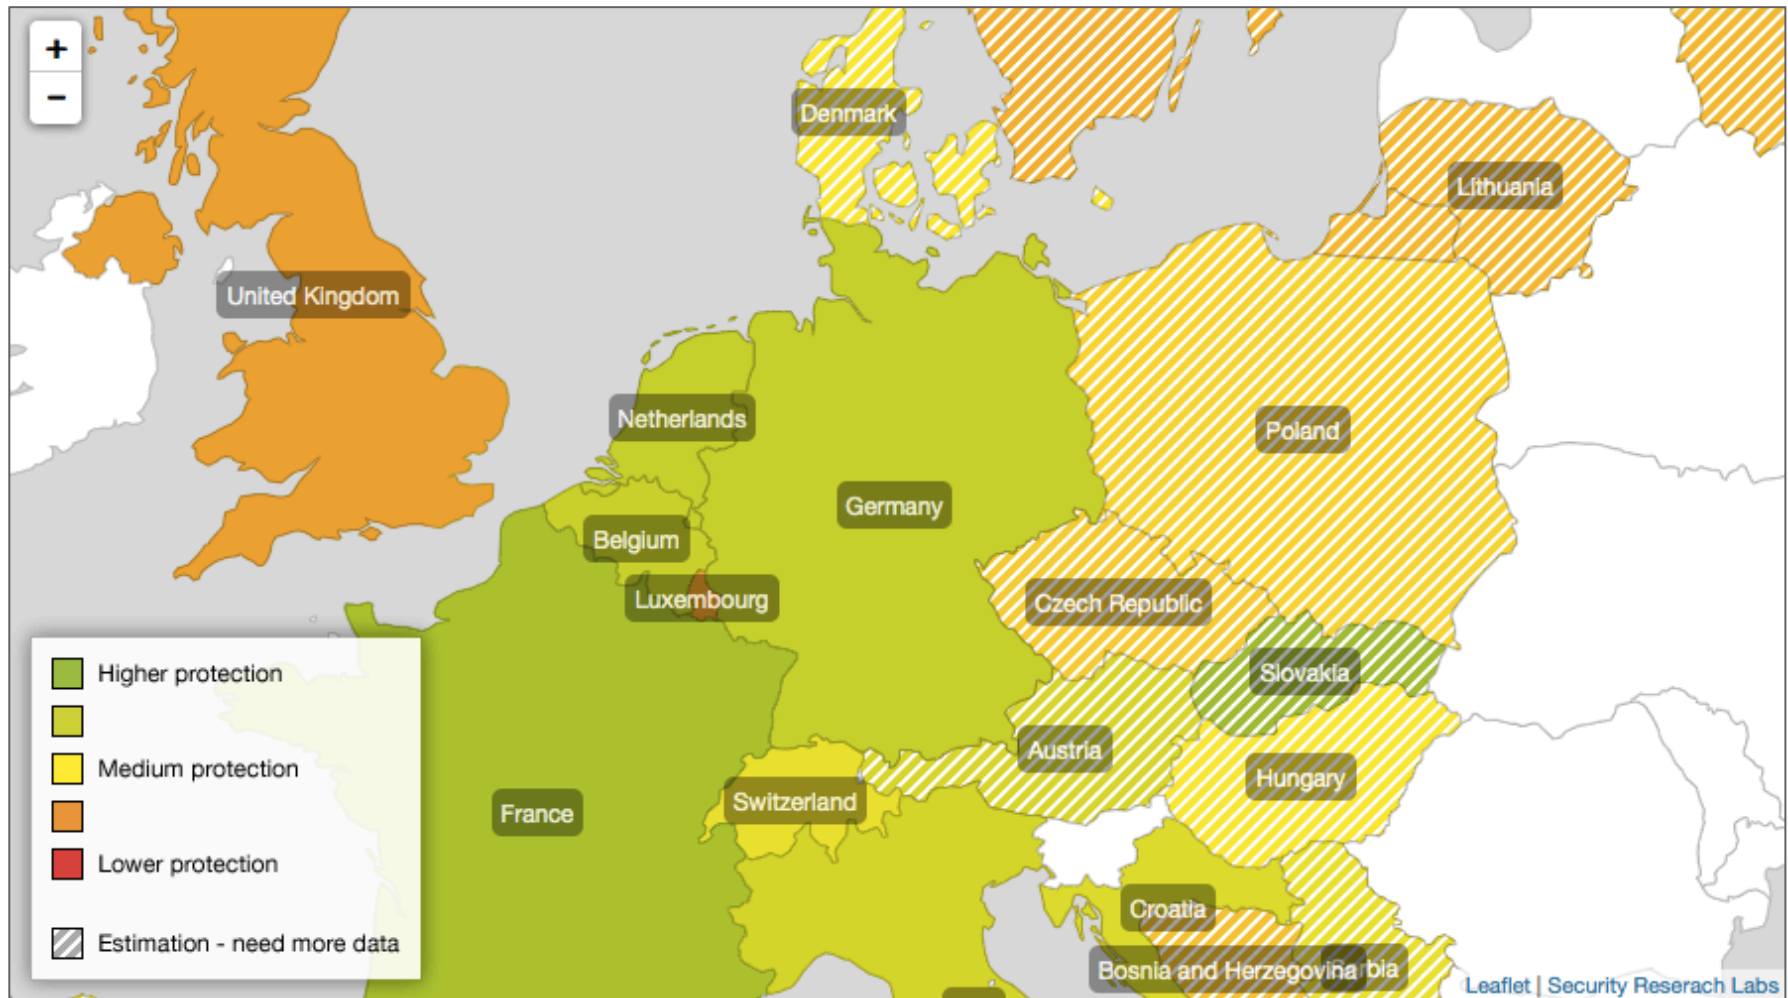 +
Denmark
−
Lithuania
United Kingdom
Netherlands
Poland
Germany
Belgium
Luxembourg
Czech Republic
Slovakia
Austria
Hungary
Switzerland
France
Croatia
Bosnia and Herzegovina
Higher protection
Medium protection
Lower protection
Estimation - need more data
Leaflet | Security Reserach Labs